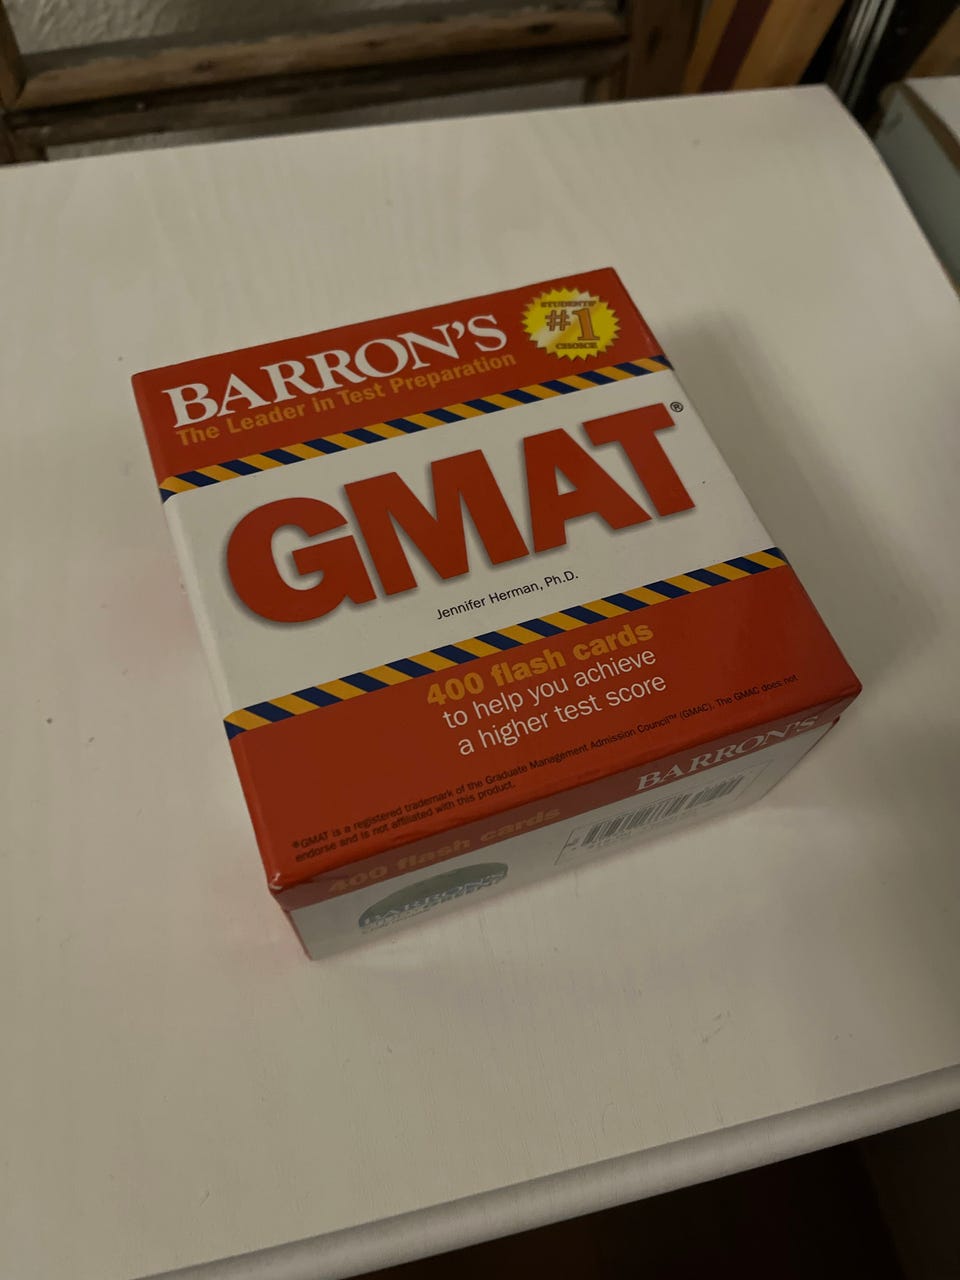 BARRON'S
The Leader in Test Preparation
STUDENTS'
#1
CHOICE
GMAT®
Jennifer Herman, Ph.D.
400 flash cards
to help you achieve
a higher test score
®GMAT is a registered trademark of the Graduate Management Admission Council™ (GMAC). The GMAC does not
endorse and is not affiliated with this product.
400 flash cards
BARRON'S
BARRON'S